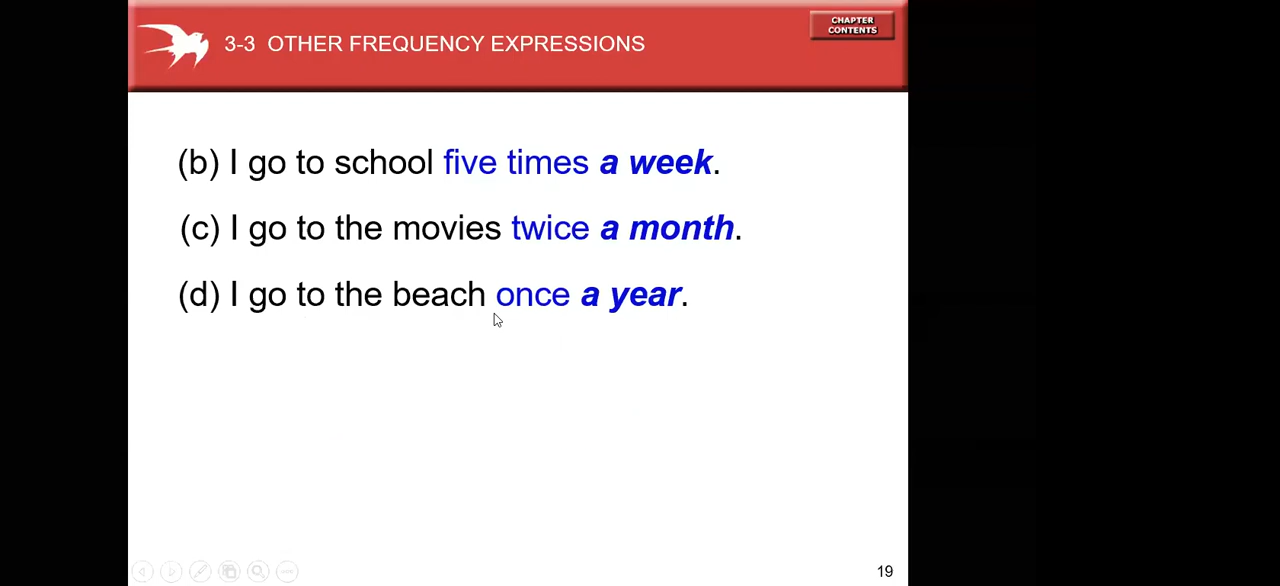 3-3 OTHER FREQUENCY EXPRESSIONS
CHAPTER
CONTENTS
(b) I go to school five times a week.
(c) I go to the movies twice a month.
(d) I go to the beach once a year.
19